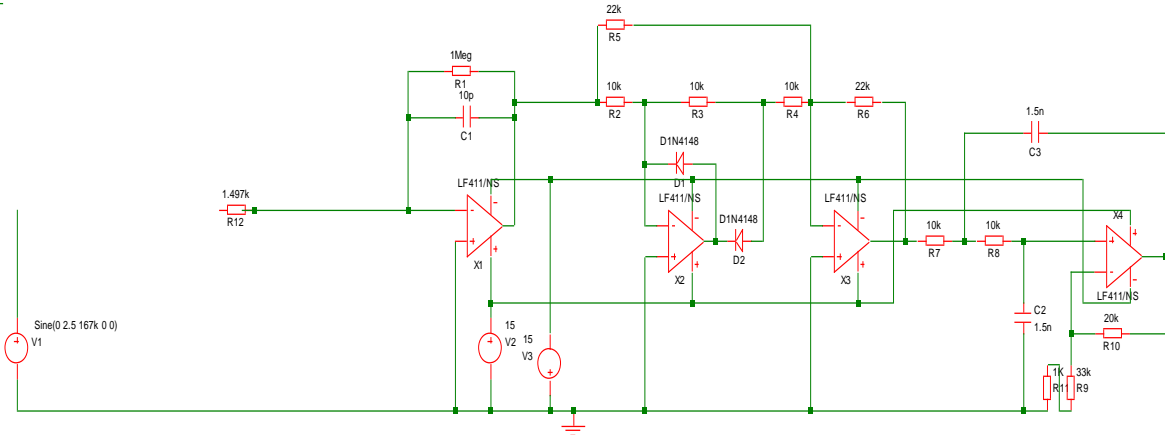 22k
R5
1Meg
R1
10p
C1
10k
R2
10k
R3
10k
R4
22k
R6
1.5n
C3
D1N4148
D1
LF411/NS
X1
LF411/NS
X2
D1N4148
D2
LF411/NS
X3
1.497k
R12
10k
R7
10k
R8
X4
LF411/NS
C2
1.5n
20k
R10
1K
R11
33k
R9
Sine(0 2.5 167k 0 0)
V1
15
V2
15
V3